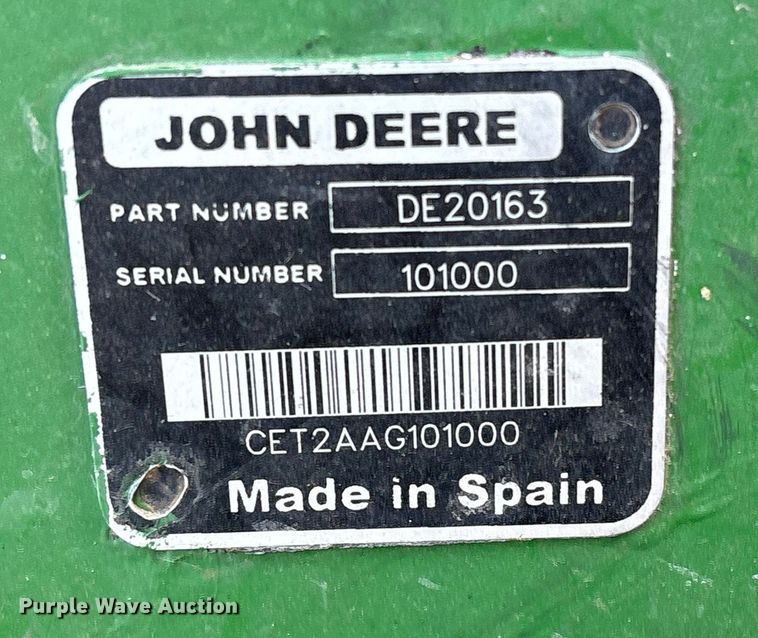 JOHN DEERE
PART NUMBER DE20163
SERIAL NUMBER 101000
CET2AAG101000
Made in Spain
Purple Wave Auction